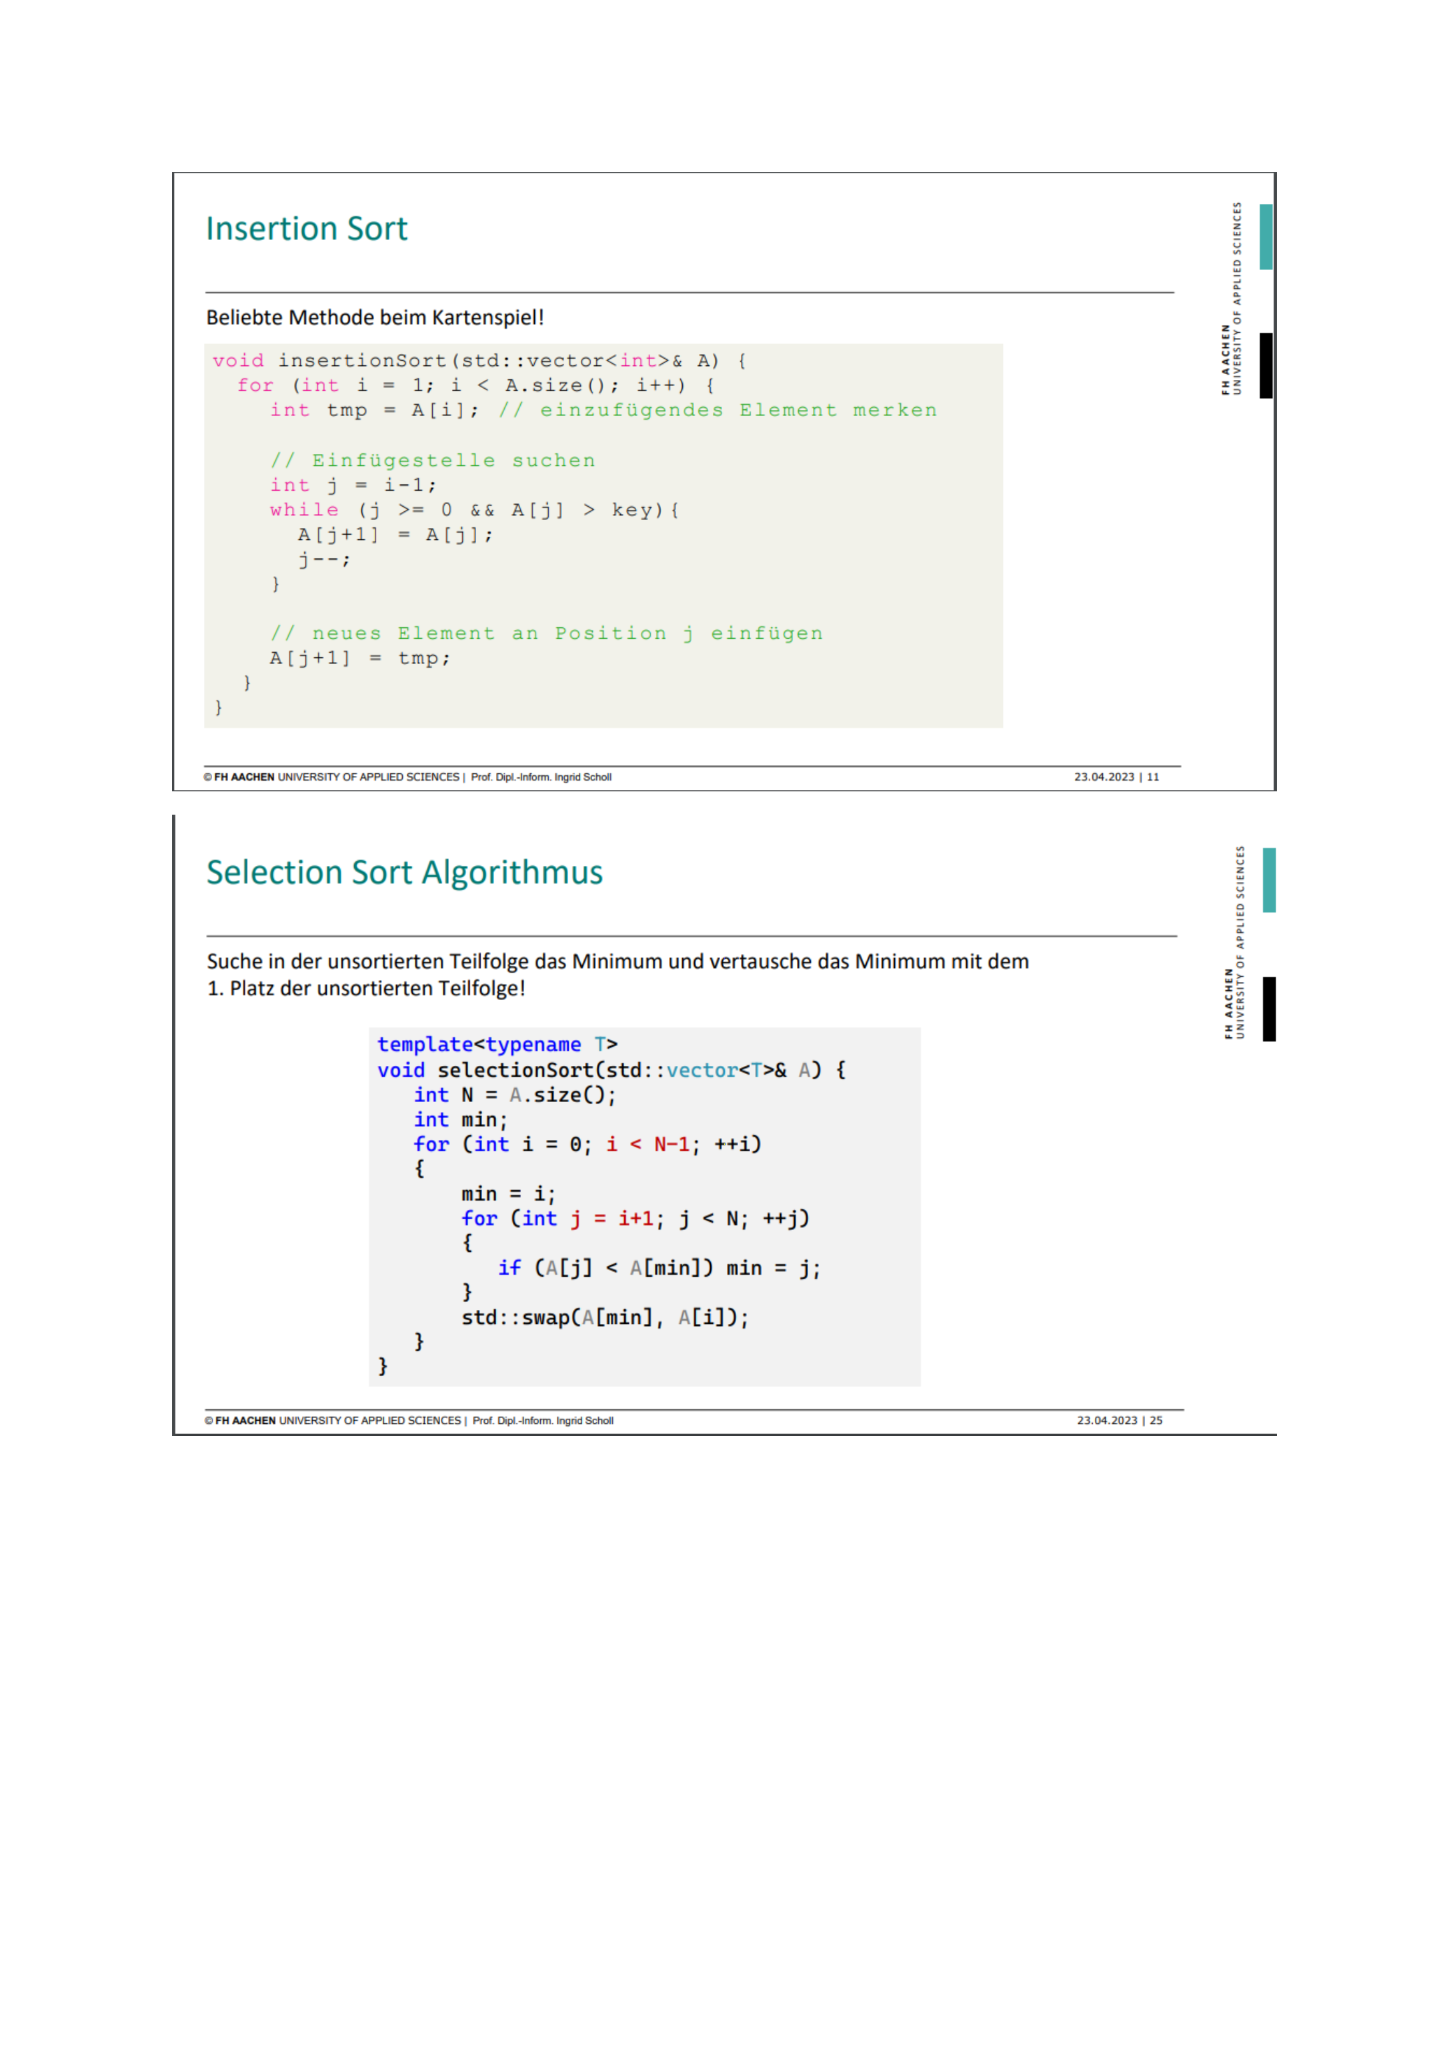 Insertion Sort
FH AACHEN
UNIVERSITY OF APPLIED SCIENCES
Beliebte Methode beim Kartenspiel!
void insertionSort(std::vector<int>& A) {
for (int i = 1; i < A.size(); i++) {
int tmp = A[i]; // einzufügendes Element merken
// Einfügestelle suchen
int j = i-1;
while (j >= 0 && A[j] > key){
A[j+1] = A[j];
j--;
}
// neues Element an Position j einfügen
A[j+1] = tmp;
}
}
© FH AACHEN UNIVERSITY OF APPLIED SCIENCES | Prof. Dipl.-Inform. Ingrid Scholl 23.04.2023 | 11
Selection Sort Algorithmus
FH AACHEN
UNIVERSITY OF APPLIED SCIENCES
Suche in der unsortierten Teilfolge das Minimum und vertausche das Minimum mit dem
1. Platz der unsortierten Teilfolge!
template<typename T>
void selectionSort(std::vector<T>& A) {
int N = A.size();
int min;
for (int i = 0; i < N-1; ++i)
{
min = i;
for (int j = i+1; j < N; ++j)
{
if (A[j] < A[min]) min = j;
}
std::swap(A[min], A[i]);
}
}
© FH AACHEN UNIVERSITY OF APPLIED SCIENCES | Prof. Dipl.-Inform. Ingrid Scholl 23.04.2023 | 25